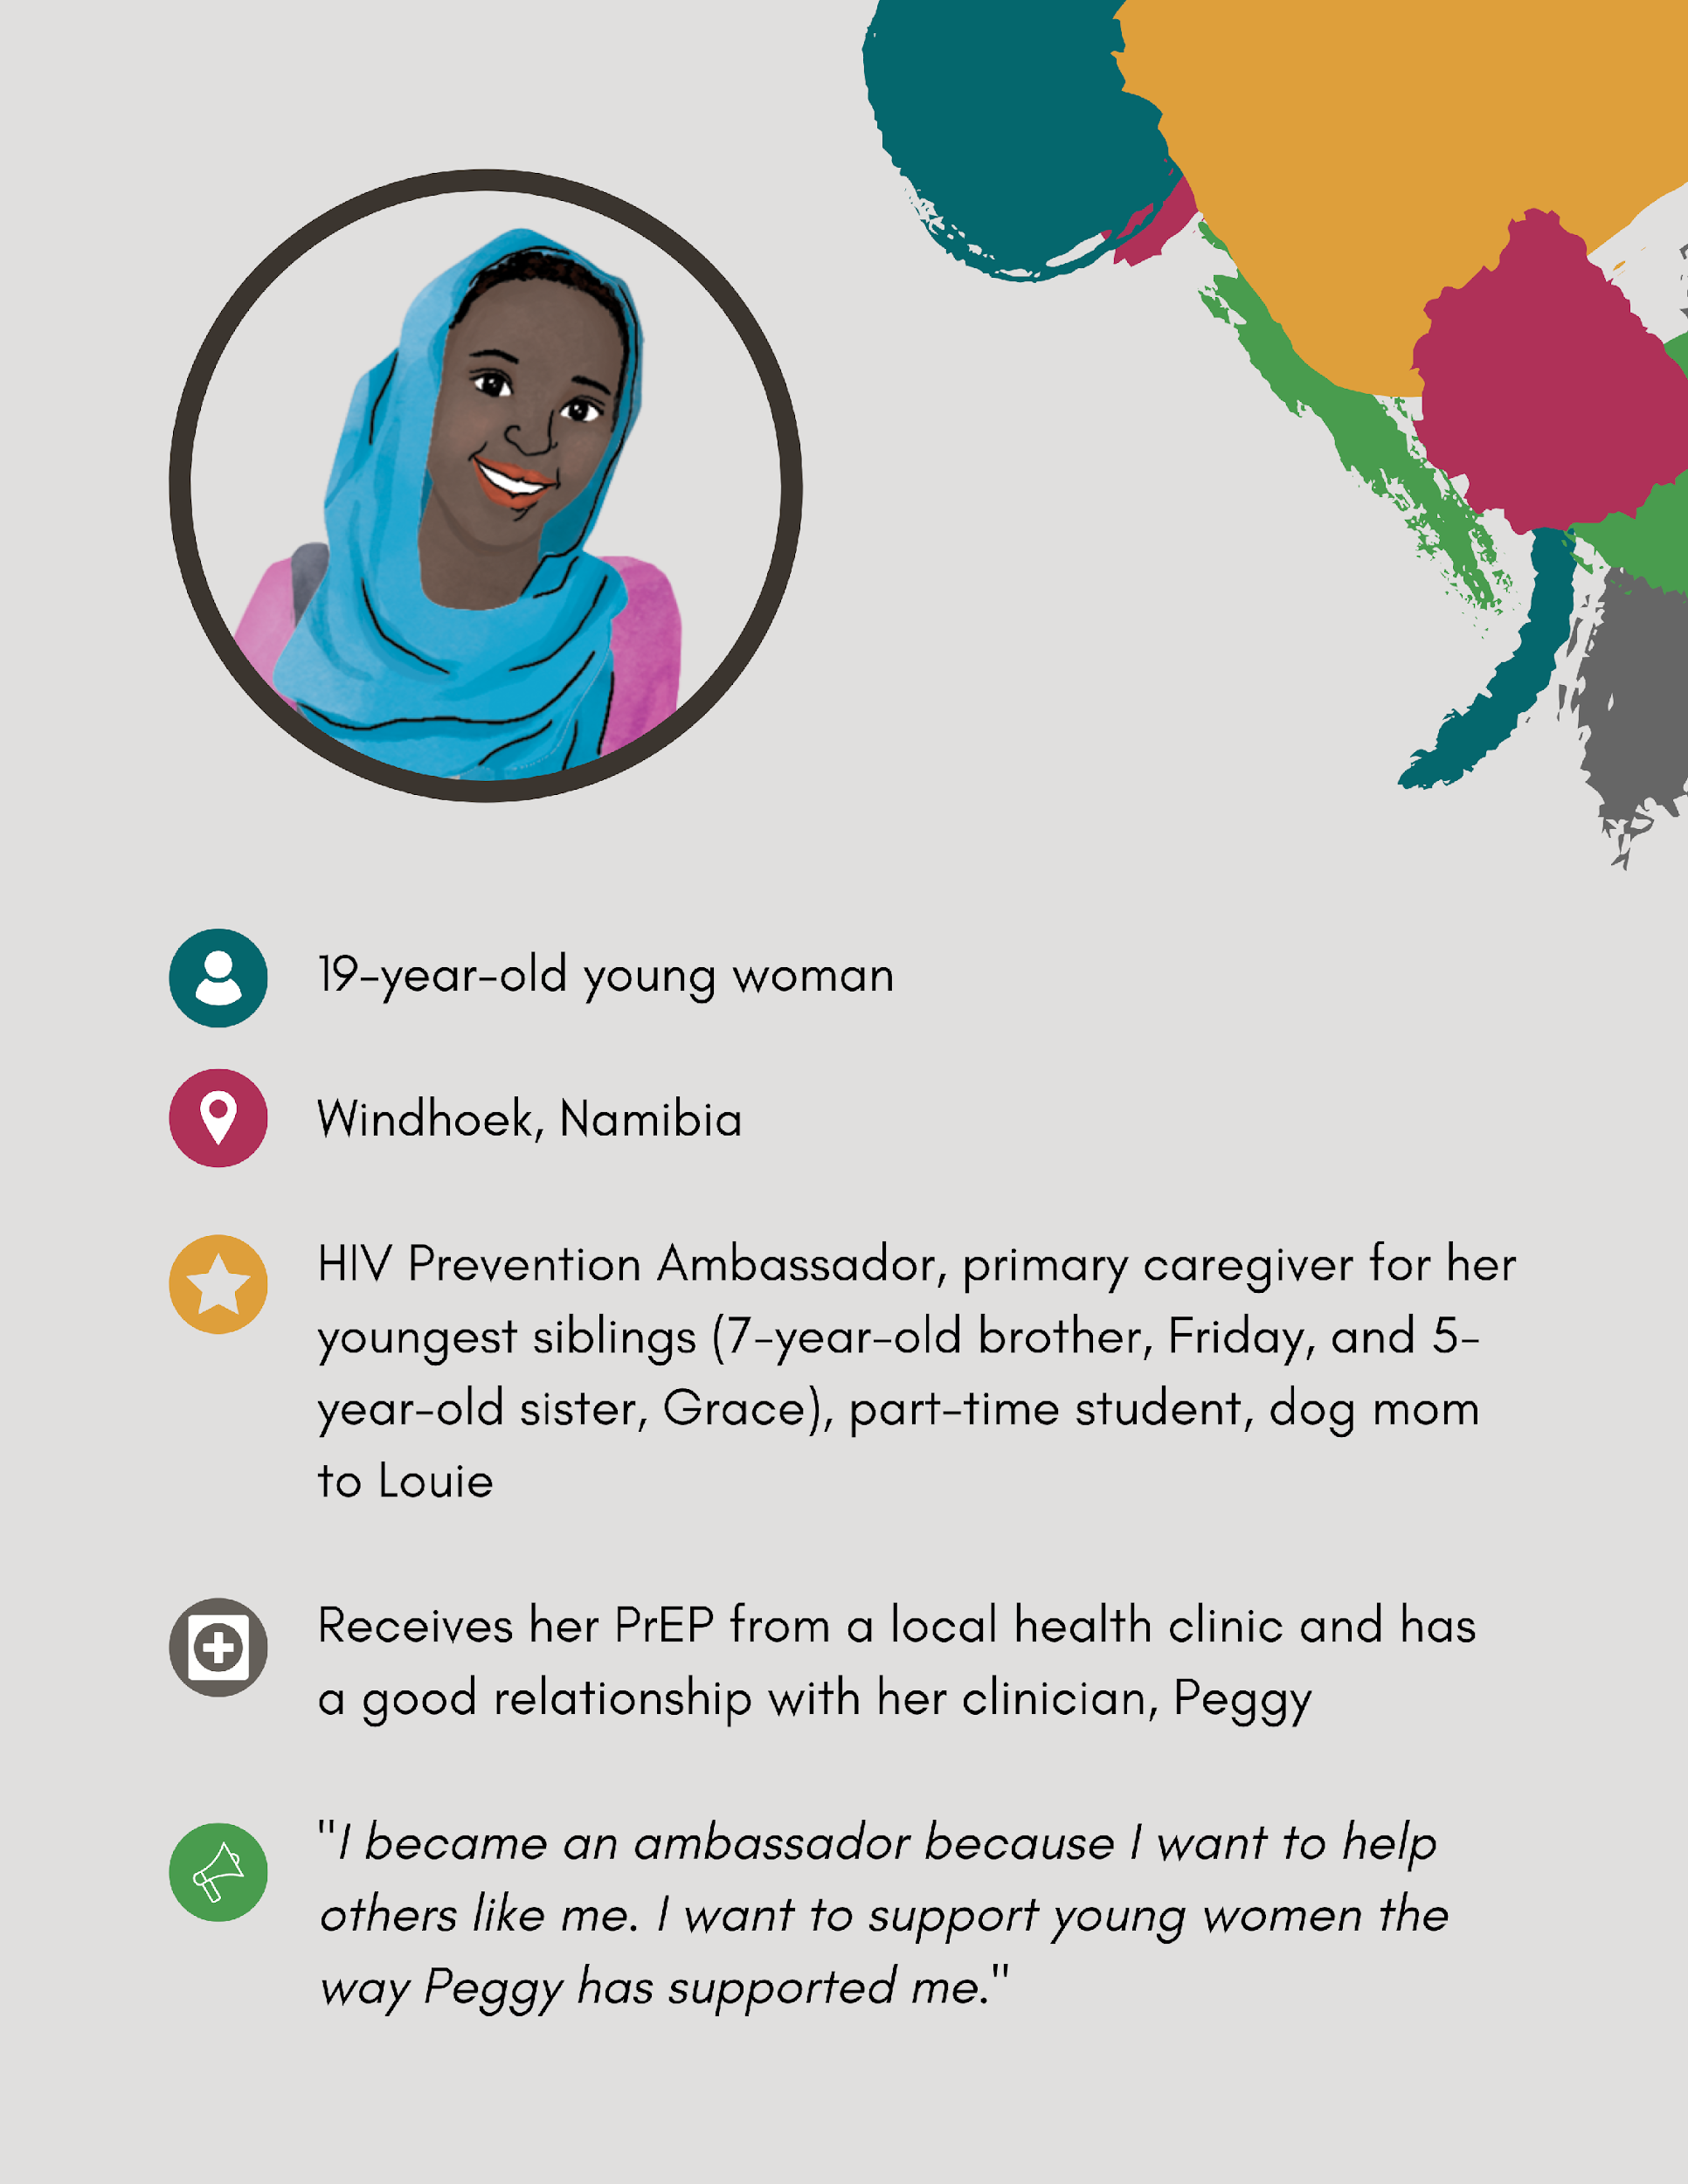 19-year-old young woman
Windhoek, Namibia
HIV Prevention Ambassador, primary caregiver for her
youngest siblings (7-year-old brother, Friday, and 5-
year-old sister, Grace), part-time student, dog mom
to Louie
Receives her PrEP from a local health clinic and has
a good relationship with her clinician, Peggy
"I became an ambassador because I want to help
others like me. I want to support young women the
way Peggy has supported me."